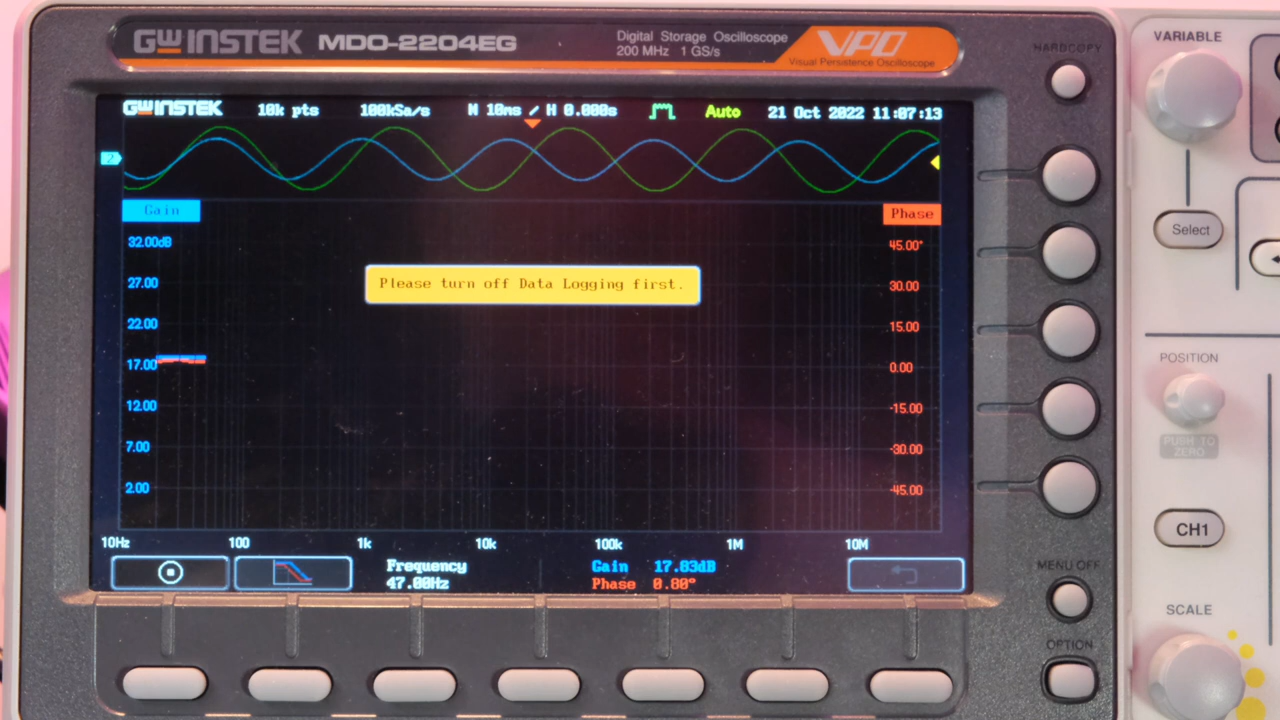 GW INSTEK MDO-2204EG
Digital Storage Oscilloscope
200 MHz 1 GS/s
VPO
Visual Persistence Oscilloscope
HARDCOPY
VARIABLE
GW INSTEK 10k pts 100kSa/s M 10ms H 0.000s Auto 21 Oct 2022 11:07:13
2
Gain
Phase
Select
32.00dB
45.00°
27.00
30.00
Please turn off Data Logging first.
22.00
15.00
17.00
0.00
POSITION
12.00
-15.00
PUSH TO
ZERO
7.00
-30.00
2.00
-45.00
CH1
10Hz 100 1k 10k 100k 1M 10M
MENU OFF
Frequency
47.00Hz
Gain 17.83dB
Phase 0.80°
SCALE
OPTION